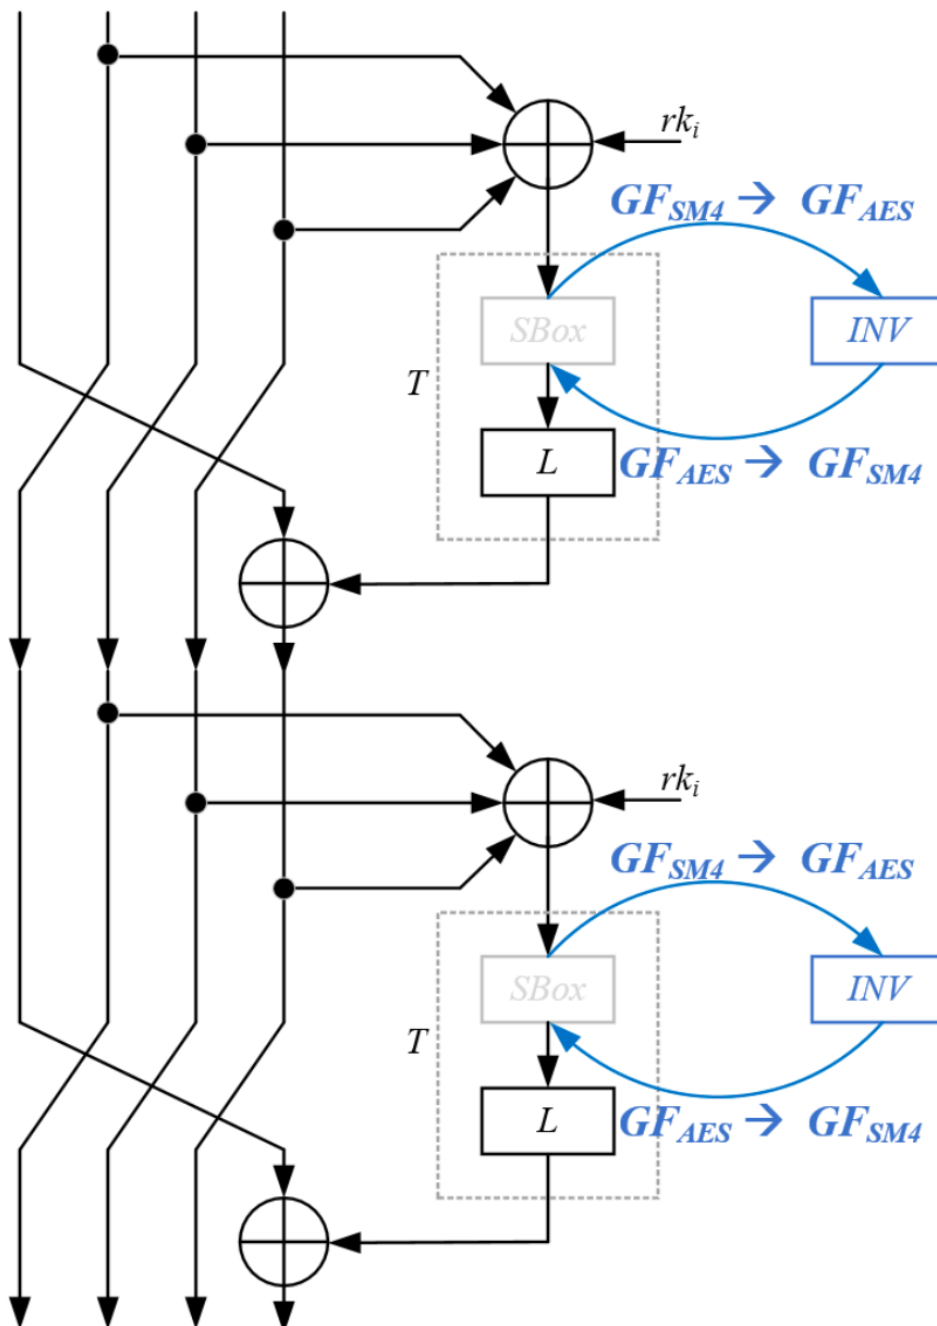 rk_i
GF_SM4 → GF_AES
SBox
INV
T
L
GF_AES → GF_SM4
rk_i
GF_SM4 → GF_AES
SBox
INV
T
L
GF_AES → GF_SM4